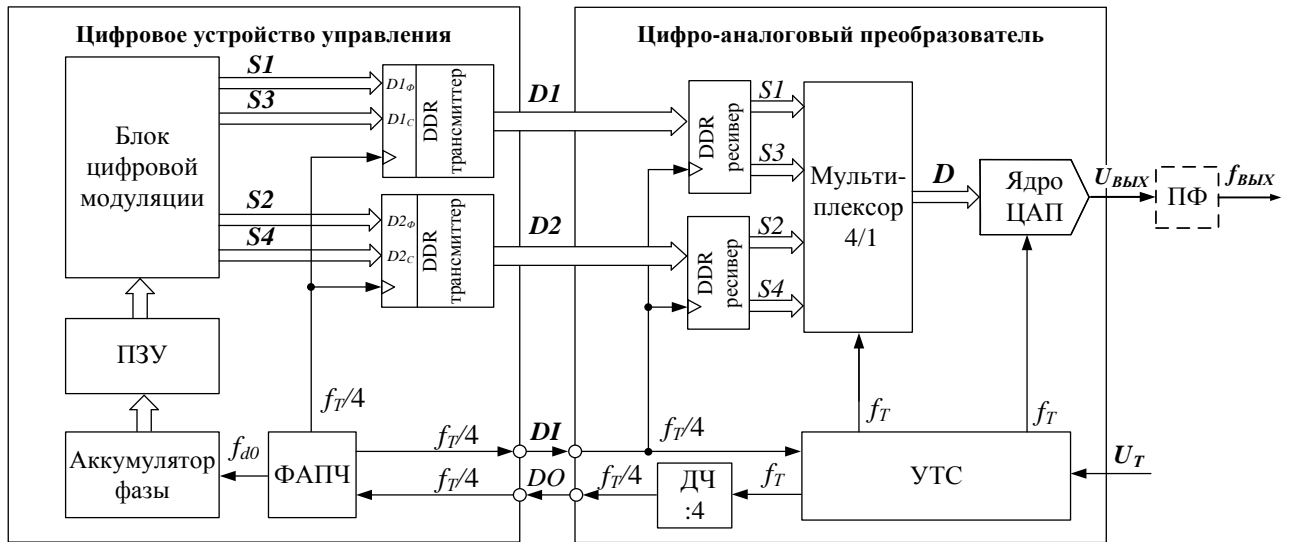 Цифровое устройство управления
Блок
цифровой
модуляции
S1
S3
S2
S4
D1Ф
D1С
DDR
трансмиттер
D2Ф
D2С
DDR
трансмиттер
ПЗУ
Аккумулятор
фазы
fd0
ФАПЧ
fT/4
fT/4
fT/4
D1
D2
DI
DO
Цифро-аналоговый преобразователь
DDR
ресивер
S1
S3
DDR
ресивер
S2
S4
Мульти-
плексор
4/1
D
Ядро
ЦАП
UВЫХ
ПФ
fВЫХ
fT
fT
fT/4
fT/4
ДЧ
:4
fT
УТС
UT